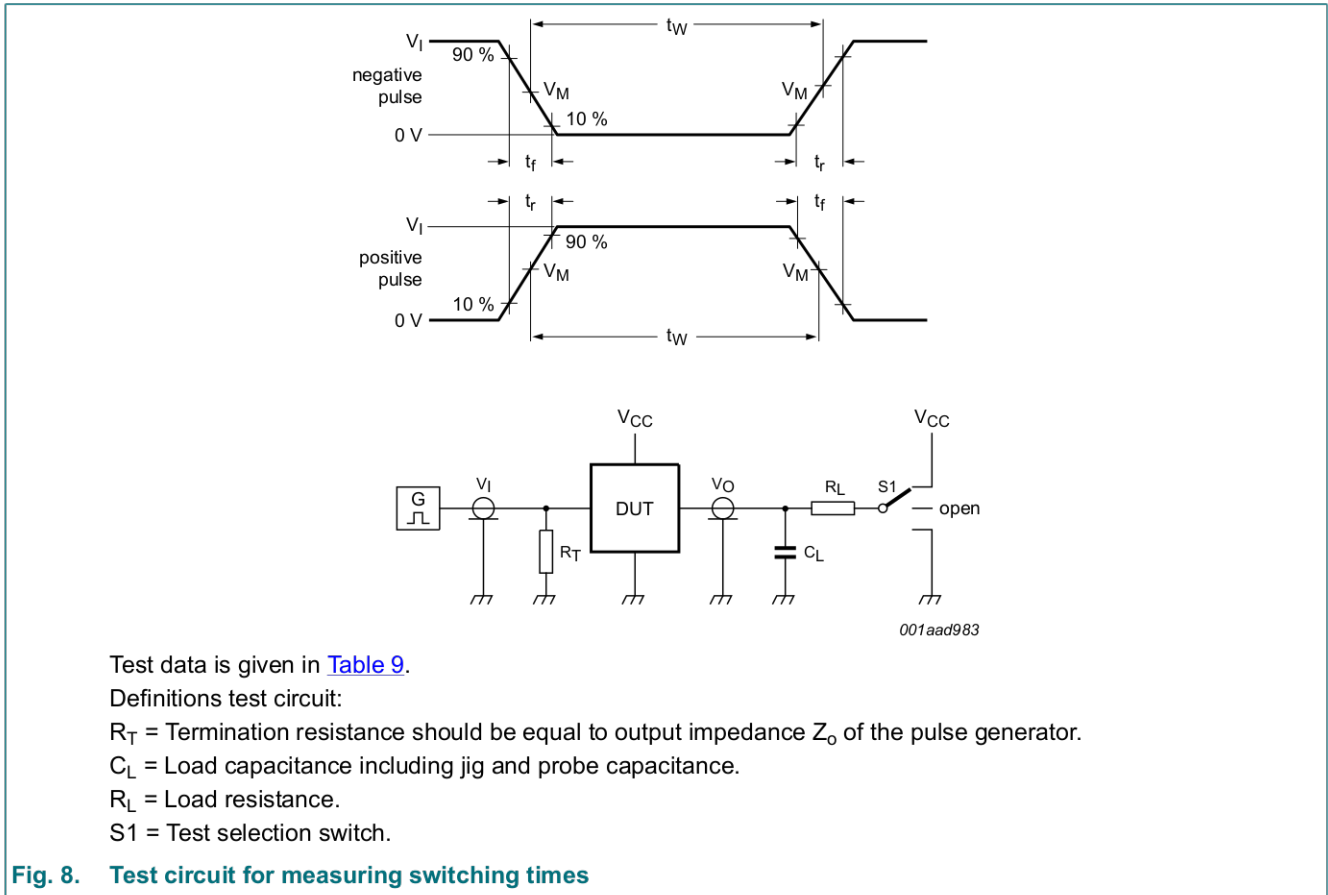 tW
VI
90 %
negative
pulse
VM
VM
10 %
0 V
tf
tr
tr
tf
VI
90 %
positive
pulse
VM
VM
10 %
0 V
tW
VCC
VCC
G
VI
DUT
VO
RL
S1
open
RT
CL
001aad983
Test data is given in Table 9.
Definitions test circuit:
RT = Termination resistance should be equal to output impedance Zo of the pulse generator.
CL = Load capacitance including jig and probe capacitance.
RL = Load resistance.
S1 = Test selection switch.
Fig. 8. Test circuit for measuring switching times